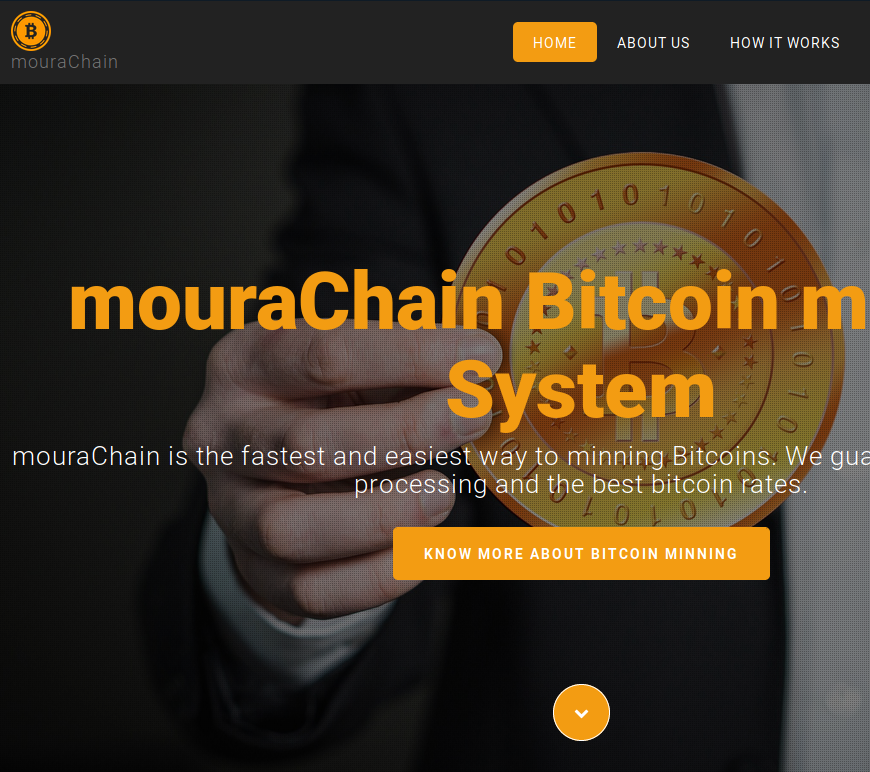 mouraChain
HOME ABOUT US HOW IT WORKS
mouraChain Bitcoin m
System
mouraChain is the fastest and easiest way to minning Bitcoins. We gua
processing and the best bitcoin rates.
KNOW MORE ABOUT BITCOIN MINNING